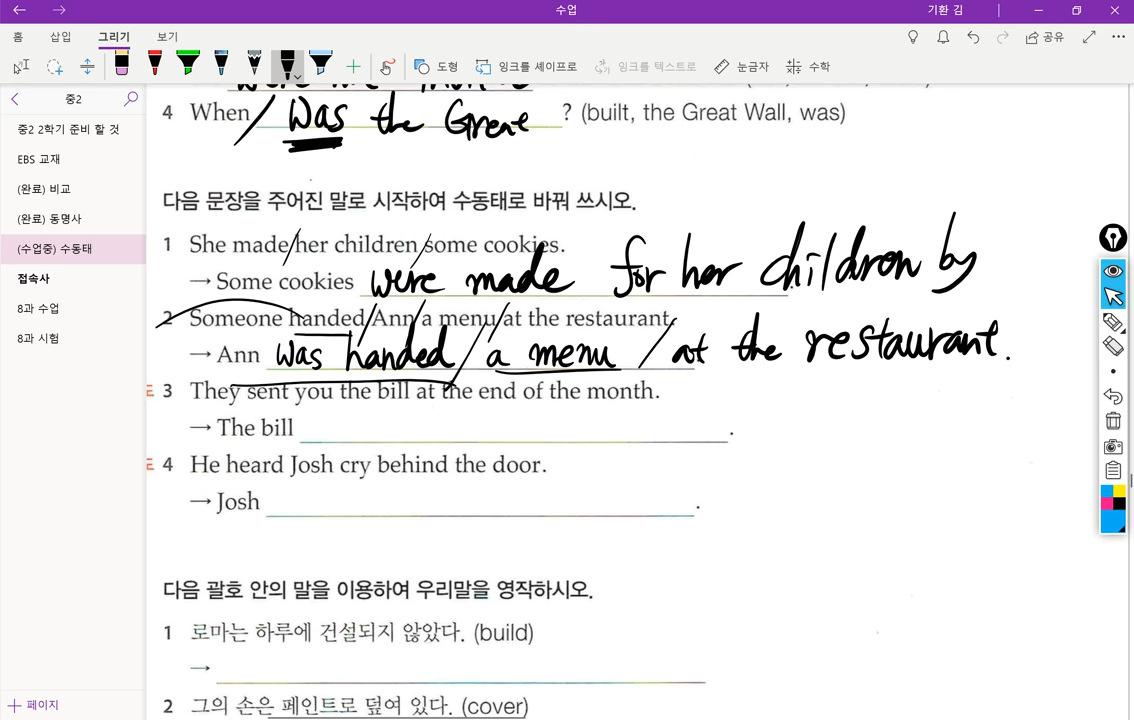 수업
기환 김
홈 삽입 그리기 보기
공유
도형 잉크를 셰이프로 잉크를 텍스트로 눈금자 수학
중2
중2 2학기 준비 할 것
EBS 교재
(완료) 비교
(완료) 동명사
(수업중) 수동태
접속사
8과 수업
8과 시험
페이지
4 When / Was the Great ? (built, the Great Wall, was)
다음 문장을 주어진 말로 시작하여 수동태로 바꿔 쓰시오.
1 She made/her children/some cookies.
→ Some cookies were made for her children by
2 Someone handed/Ann/a menu/at the restaurant.
→ Ann was handed/a menu/at the restaurant.
3 They sent you the bill at the end of the month.
→ The bill .
4 He heard Josh cry behind the door.
→ Josh .
다음 괄호 안의 말을 이용하여 우리말을 영작하시오.
1 로마는 하루에 건설되지 않았다. (build)
→
2 그의 손은 페인트로 덮여 있다. (cover)